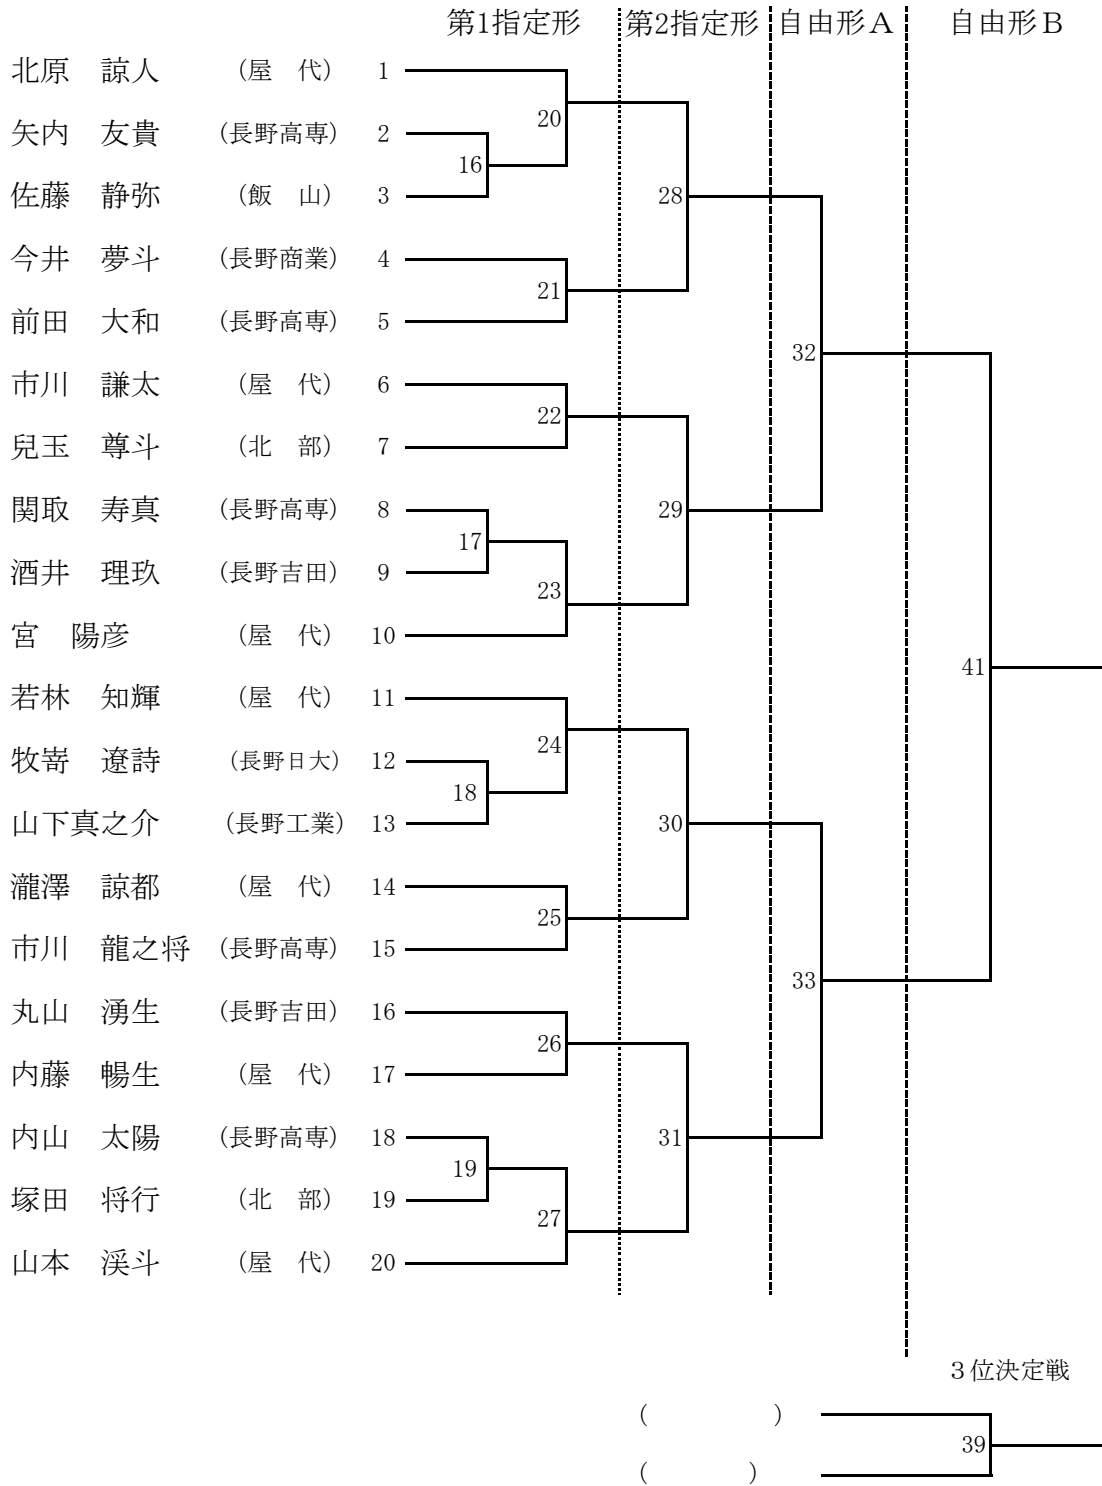 第1指定形 第2指定形 自由形A 自由形B
北原　諒人 (屋　代) 1
20
矢内　友貴 (長野高専) 2
16
佐藤　静弥 (飯　山) 3
28
今井　夢斗 (長野商業) 4
21
前田　大和 (長野高専) 5
32
市川　謙太 (屋　代) 6
22
兒玉　尊斗 (北　部) 7
関取　寿真 (長野高専) 8
29
17
酒井　理玖 (長野吉田) 9
23
宮　陽彦 (屋　代) 10
41
若林　知輝 (屋　代) 11
24
牧嵜　遼詩 (長野日大) 12
18
山下真之介 (長野工業) 13
30
瀧澤　諒都 (屋　代) 14
25
市川　龍之将 (長野高専) 15
33
丸山　湧生 (長野吉田) 16
26
内藤　暢生 (屋　代) 17
内山　太陽 (長野高専) 18
31
19
塚田　将行 (北　部) 19
27
山本　渓斗 (屋　代) 20
３位決定戦
(　　　　)
39
(　　　　)